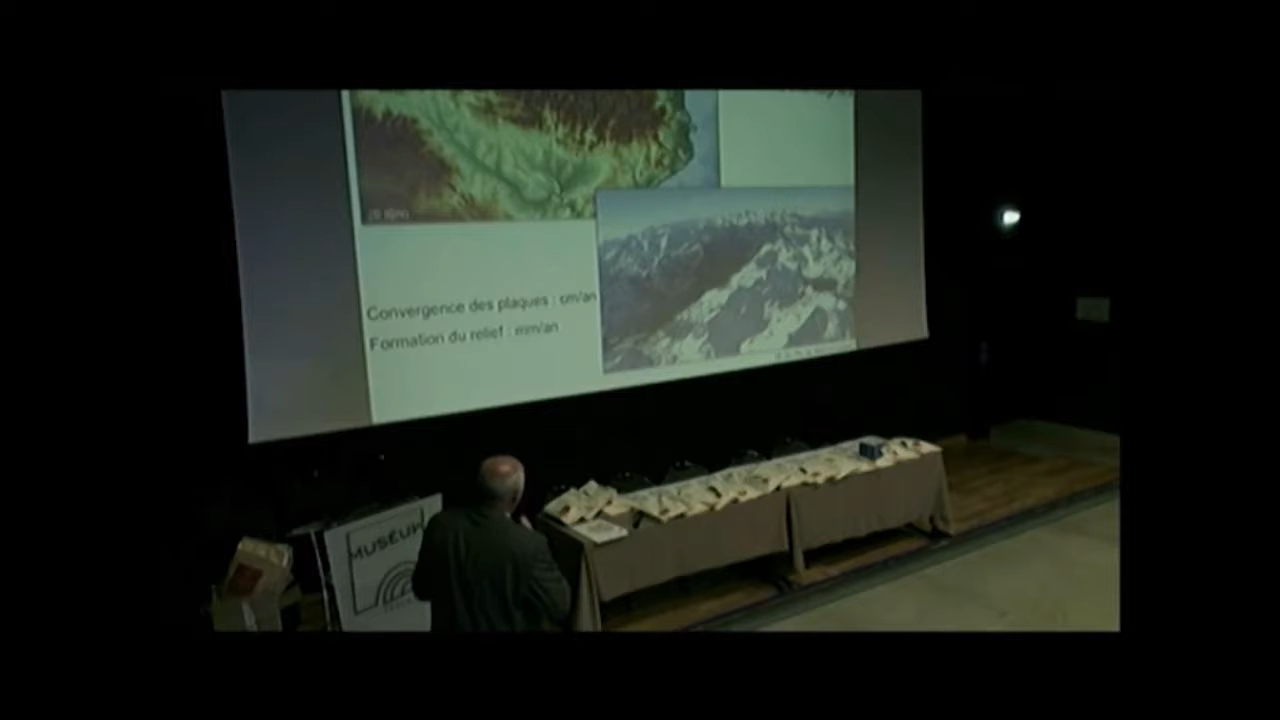 Convergence des plaques : cm/an
Formation du relief : mm/an
MUSEUM